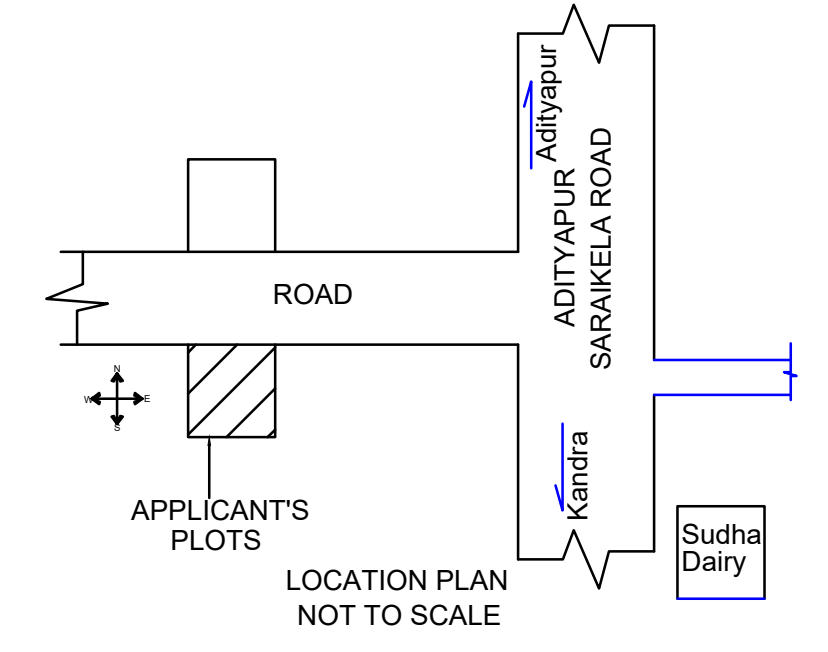 Adityapur
ADITYAPUR
SARAIKELA ROAD
ROAD
N
W
E
S
Kandra
APPLICANT'S
PLOTS
Sudha
Dairy
LOCATION PLAN
NOT TO SCALE